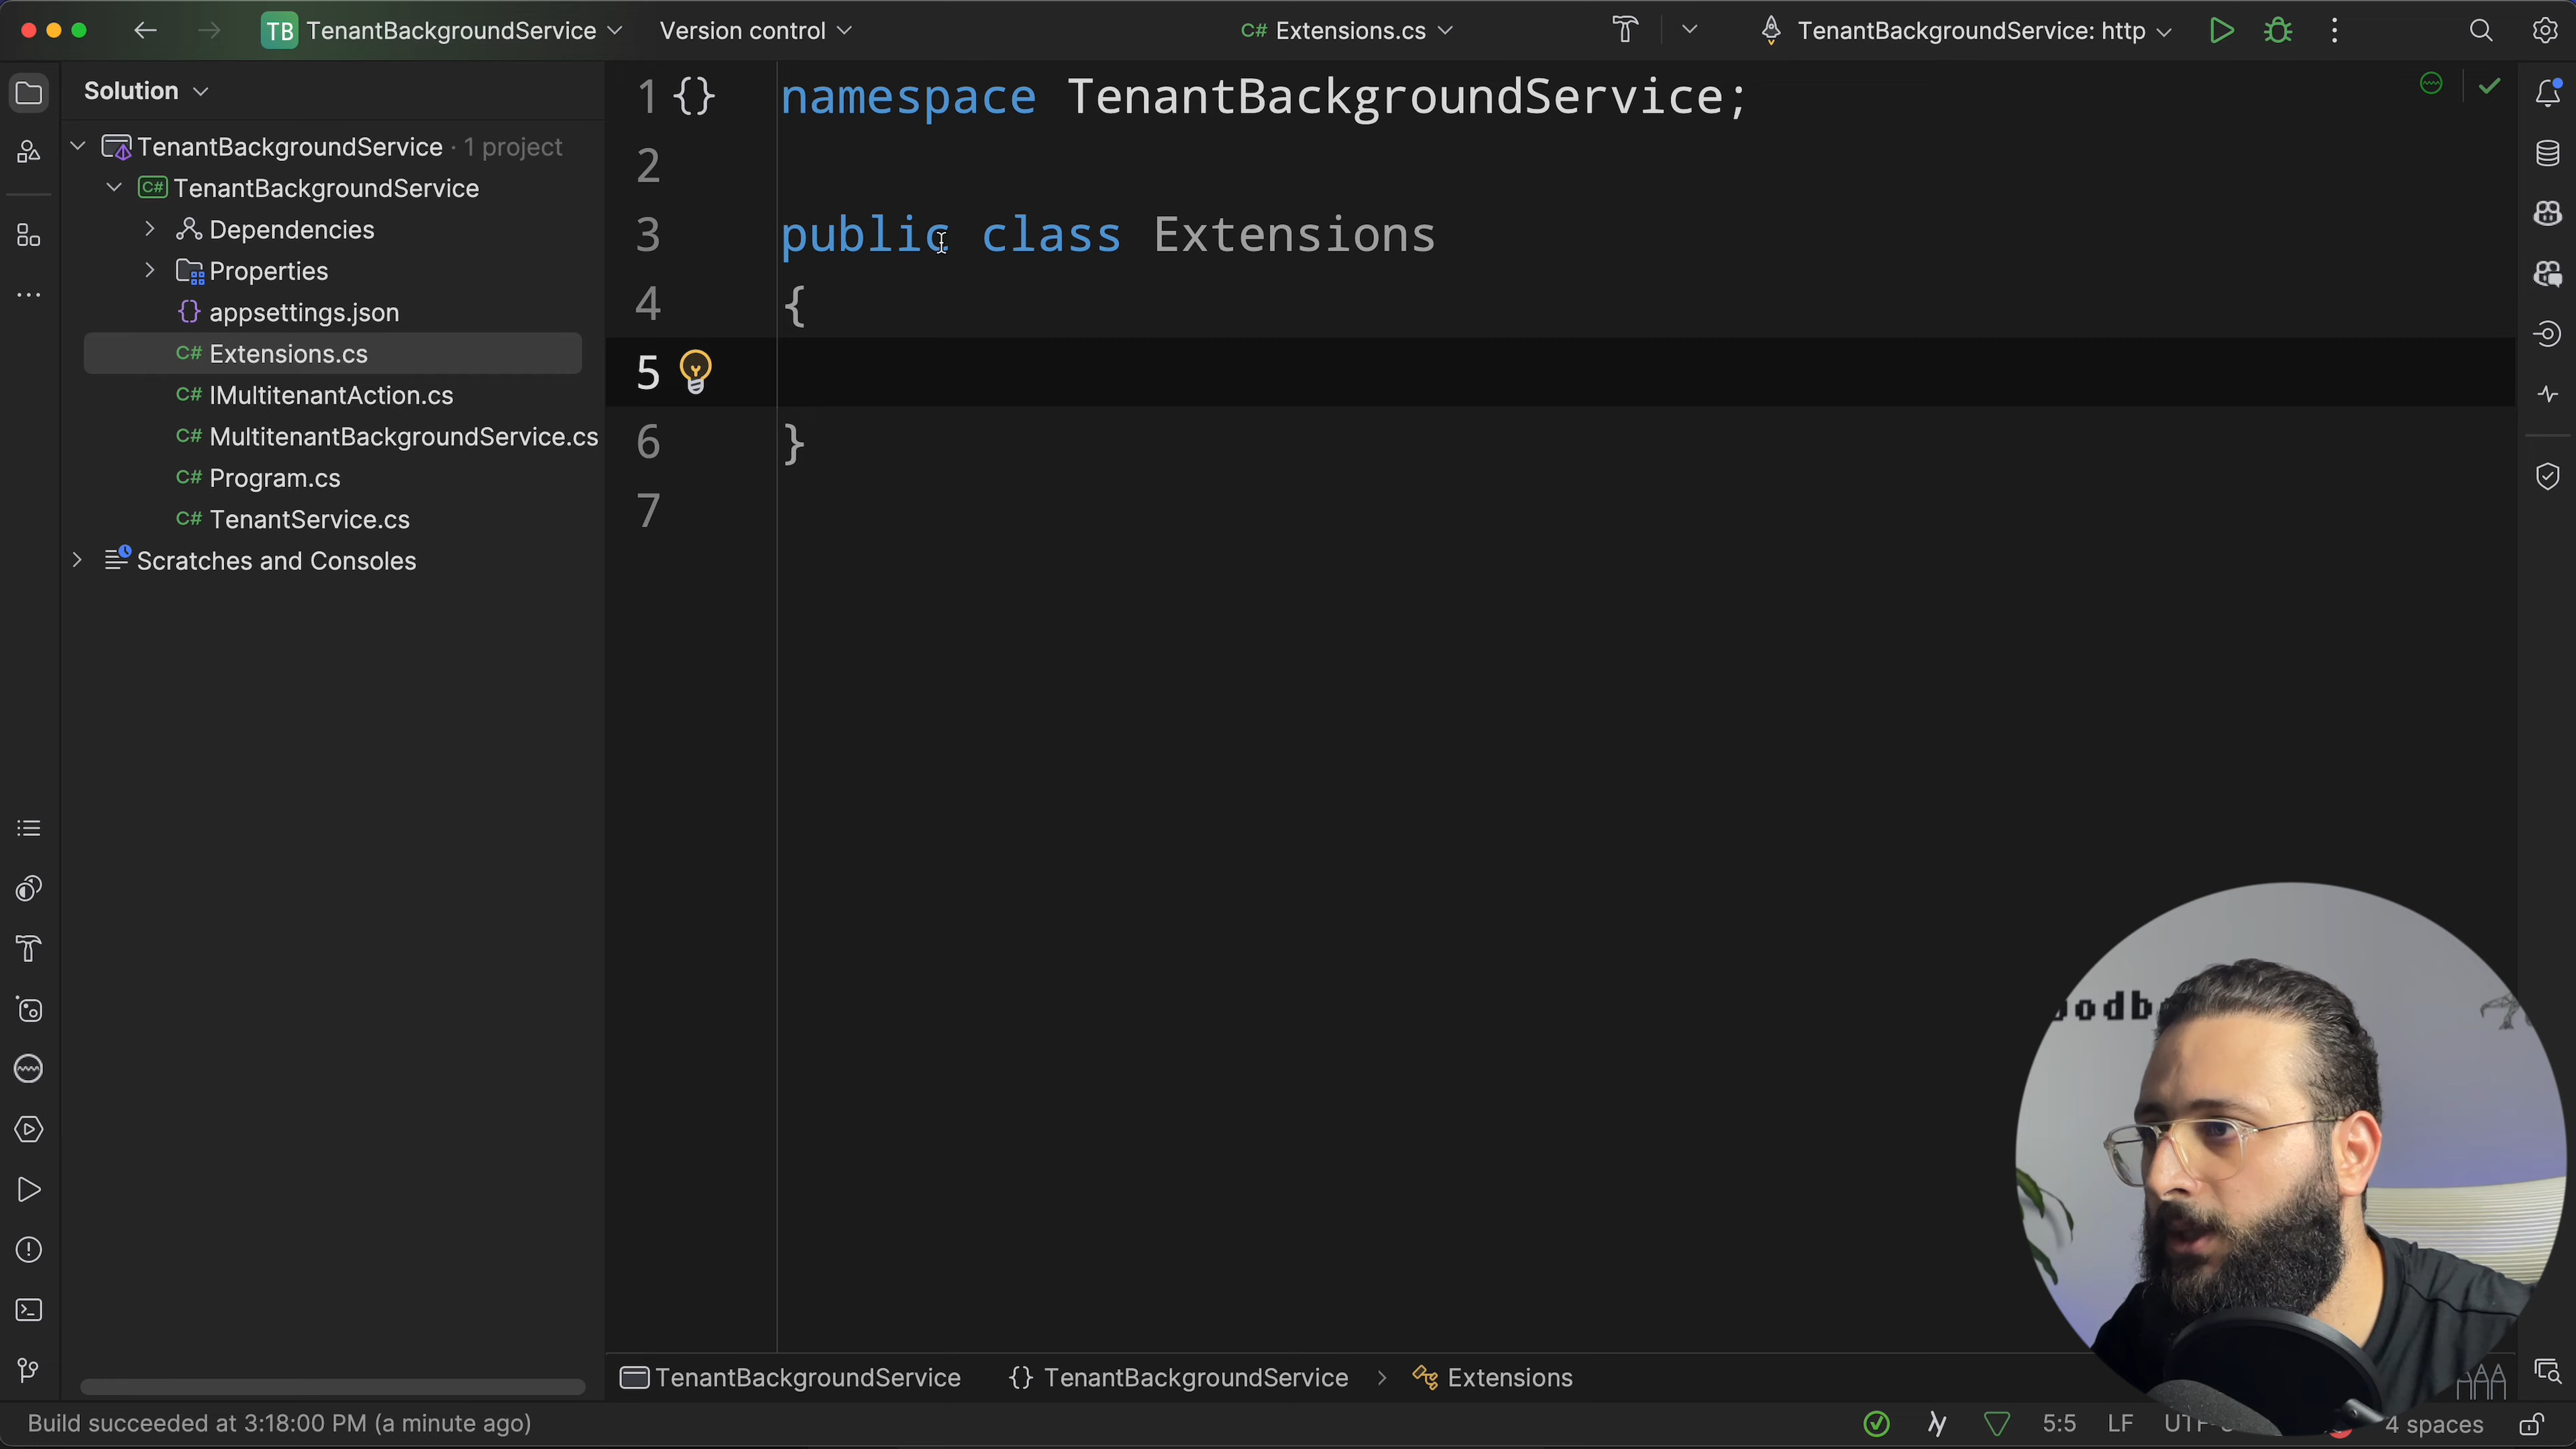 TB TenantBackgroundService Version control C# Extensions.cs TenantBackgroundService: http
Solution
TenantBackgroundService · 1 project
C# TenantBackgroundService
Dependencies
Properties
{} appsettings.json
C# Extensions.cs
C# IMultitenantAction.cs
C# MultitenantBackgroundService.cs
C# Program.cs
C# TenantService.cs
Scratches and Consoles
1 {} namespace TenantBackgroundService;
2
3 public class Extensions
4 {
5
6 }
7
TenantBackgroundService {} TenantBackgroundService > Extensions
Build succeeded at 3:18:00 PM (a minute ago) 5:5 LF 4 spaces